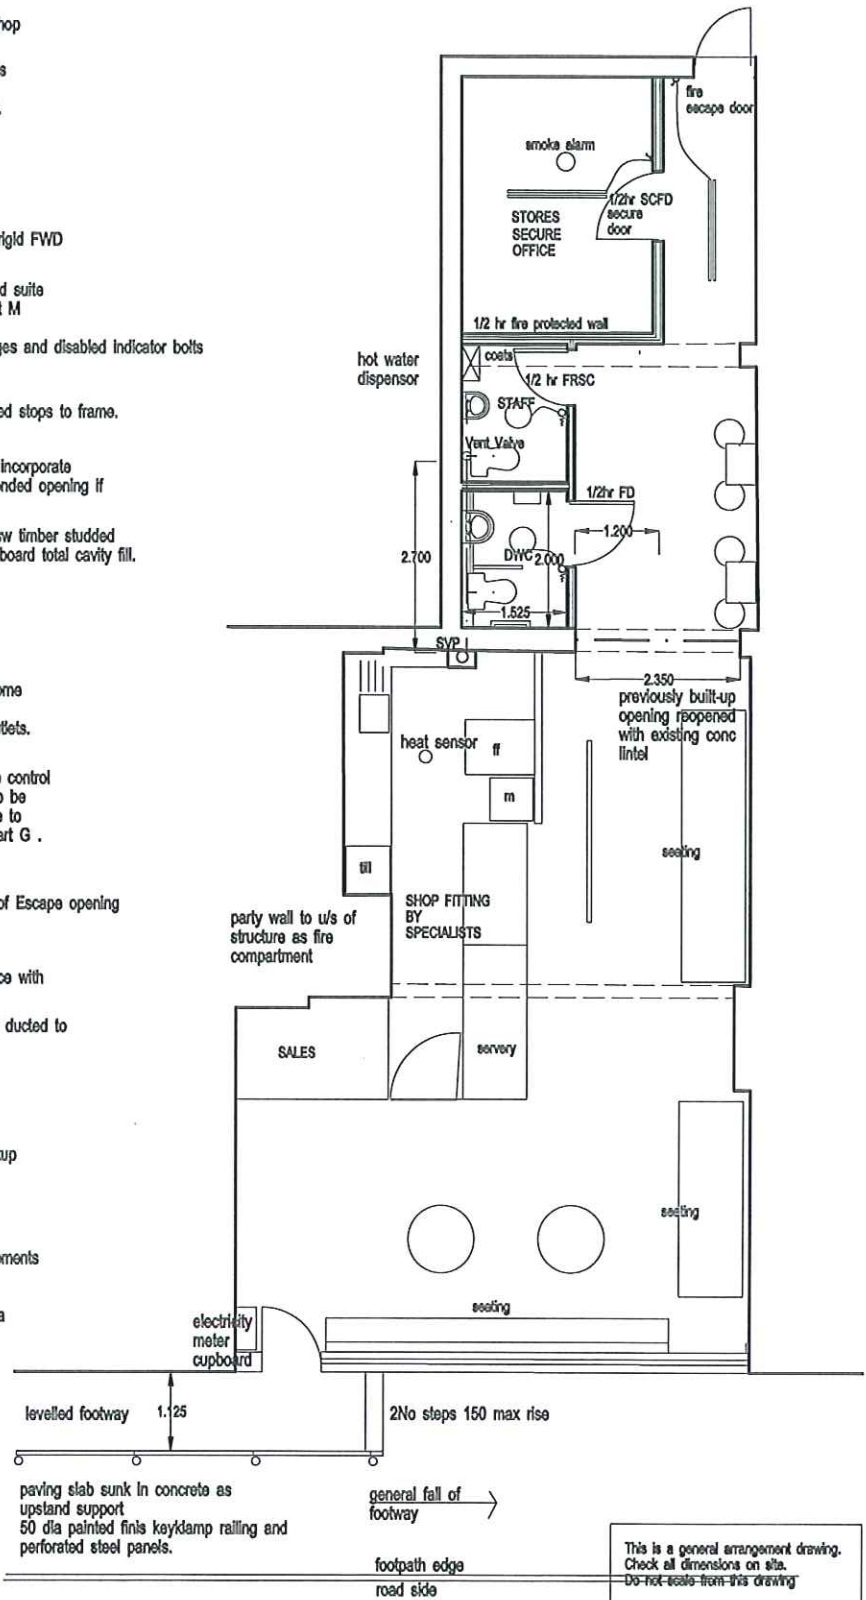 hop
s
rigid FWD
d suite
t M
ges and disabled indicator bolts
ed stops to frame.
incorporate
onded opening if
sw timber studded
board total cavity fill.
ome
tlets.
e control
o be
e to
art G .
of Escape opening
ce with
ducted to
tup
ements
a
fire
escape door
smoke alarm
1/2hr SCFD
secure
door
STORES
SECURE
OFFICE
1/2 hr fire protected wall
hot water
dispensor
coats
1/2 hr FRSC
STAFF
Vent Valve
1/2hr FD
1.200
2.700
DWC
2.000
1.525
SVP
2.350
previously built-up
opening reopened
with existing conc
lintel
heat sensor
ff
m
seating
till
SHOP FITTING
BY
SPECIALISTS
party wall to u/s of
structure as fire
compartment
SALES
servery
seating
seating
electricity
meter
cupboard
levelled footway
1.125
2No steps 150 max rise
paving slab sunk in concrete as
upstand support
50 dia painted finis keyklamp railing and
perforated steel panels.
general fall of
footway
footpath edge
road side
This is a general arrangement drawing.
Check all dimensions on site.
Do not scale from this drawing